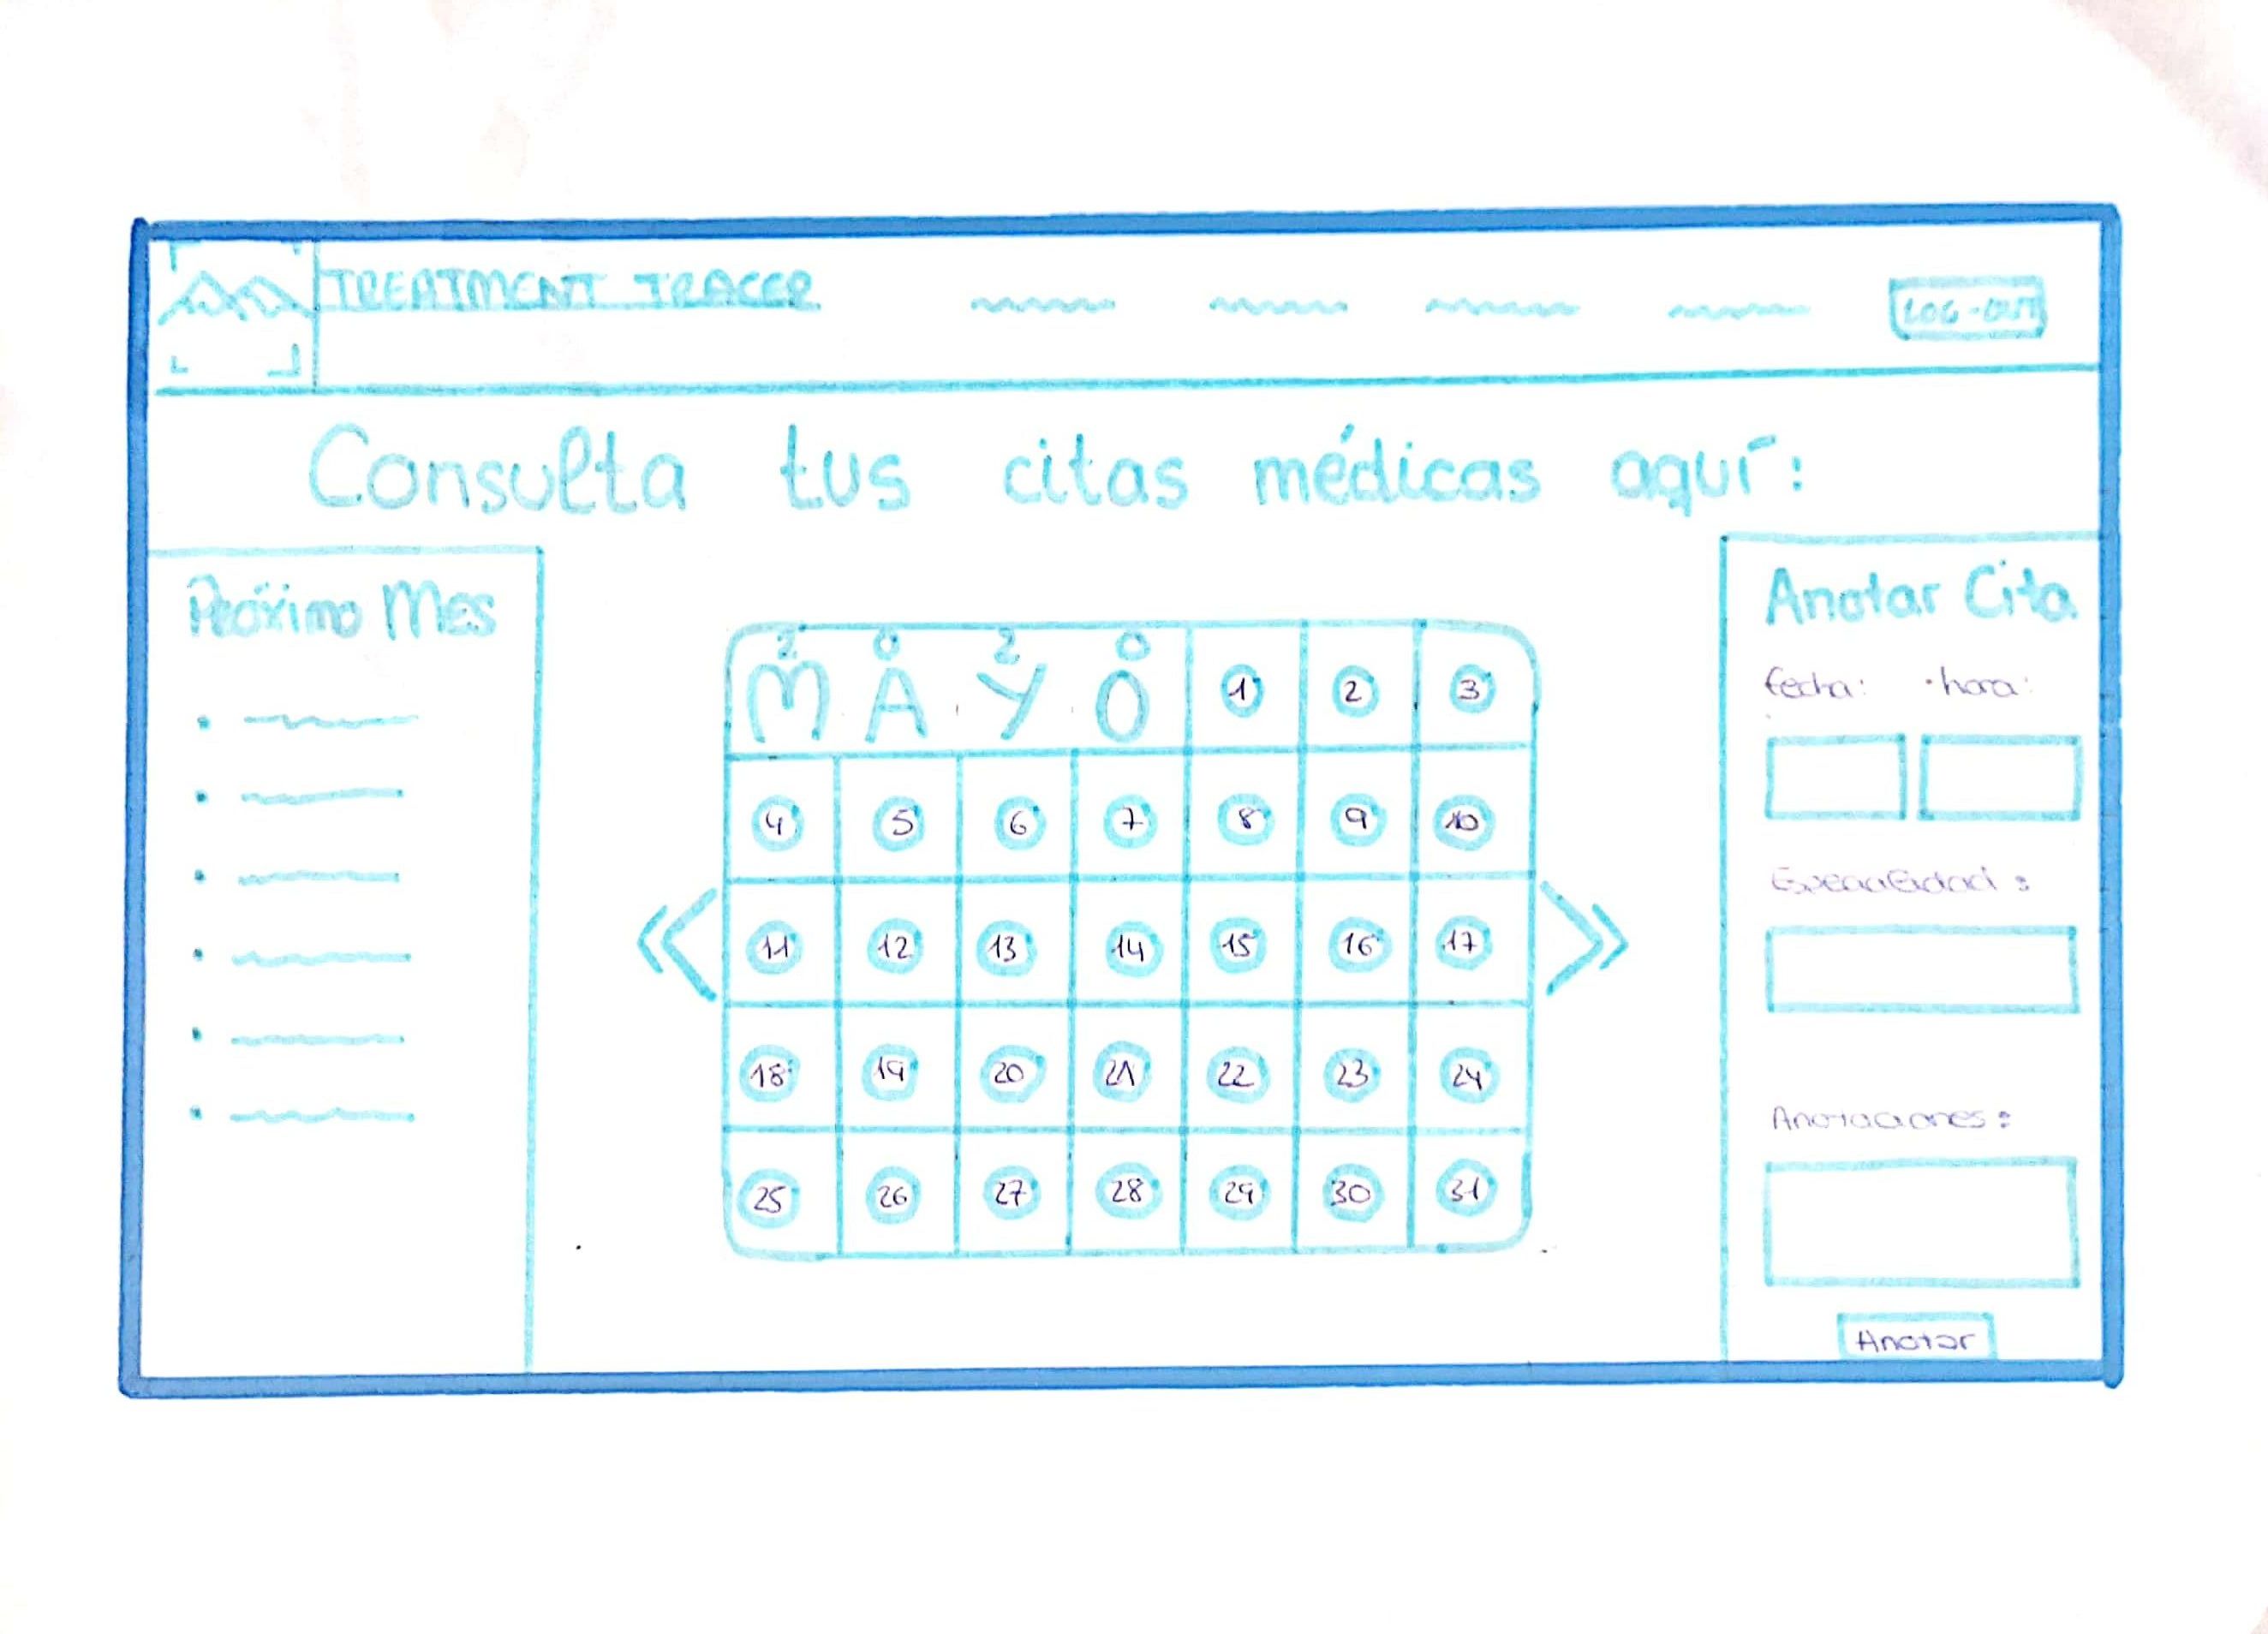 TREATMENT TRACER
LOG-OUT
Consulta tus citas médicas aquí:
Próximo Mes
2 0 2 0
M A Y O 1 2 3
4 5 6 7 8 9 10
11 12 13 14 15 16 17
18 19 20 21 22 23 24
25 26 27 28 29 30 31
Anotar Cita
fecha: hora:
Especialidad:
Anotaciones:
Anotar